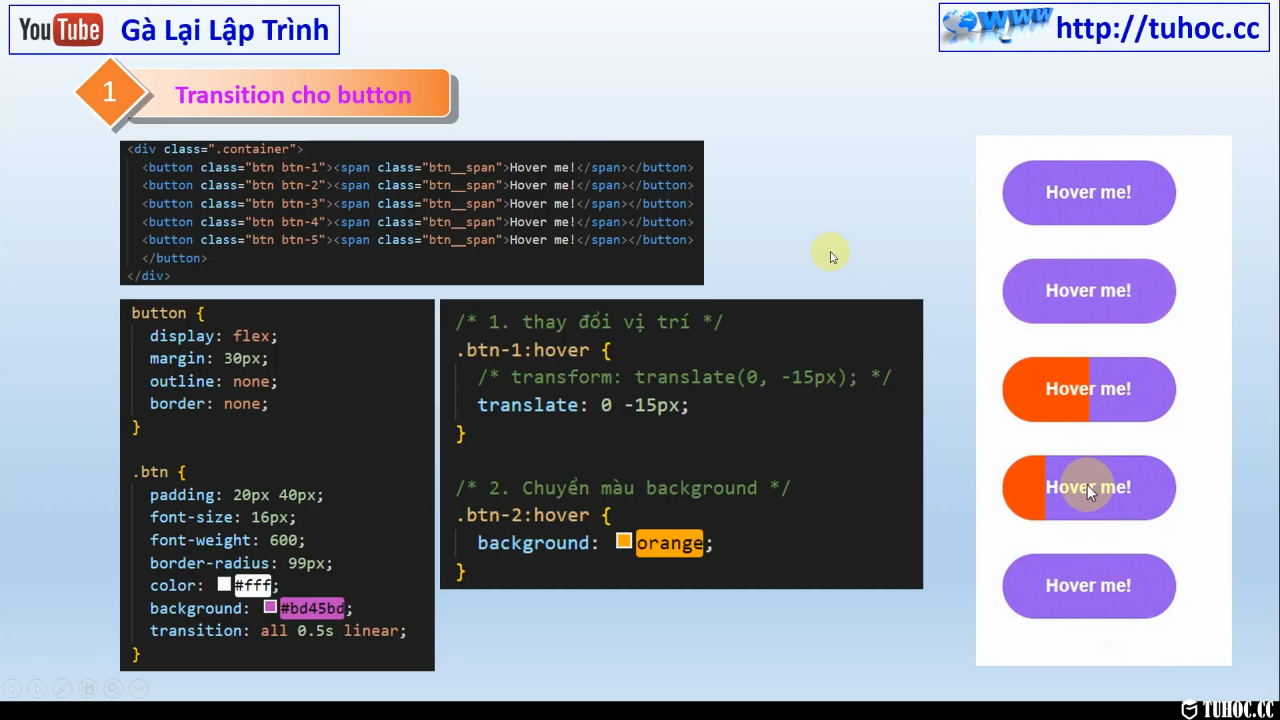 YouTube Gà Lại Lập Trình
WWW http://tuhoc.cc
1 Transition cho button
<div class=".container">
<button class="btn btn-1"><span class="btn__span">Hover me!</span></button>
<button class="btn btn-2"><span class="btn__span">Hover me!</span></button>
<button class="btn btn-3"><span class="btn__span">Hover me!</span></button>
<button class="btn btn-4"><span class="btn__span">Hover me!</span></button>
<button class="btn btn-5"><span class="btn__span">Hover me!</span></button>
</button>
</div>
button {
display: flex;
margin: 30px;
outline: none;
border: none;
}
.btn {
padding: 20px 40px;
font-size: 16px;
font-weight: 600;
border-radius: 99px;
color: #fff;
background: #bd45bd;
transition: all 0.5s linear;
}
/* 1. thay đổi vị trí */
.btn-1:hover {
/* transform: translate(0, -15px); */
translate: 0 -15px;
}
/* 2. Chuyển màu background */
.btn-2:hover {
background: orange;
}
Hover me!
Hover me!
Hover me!
Hover me!
Hover me!
TUHOC.CC